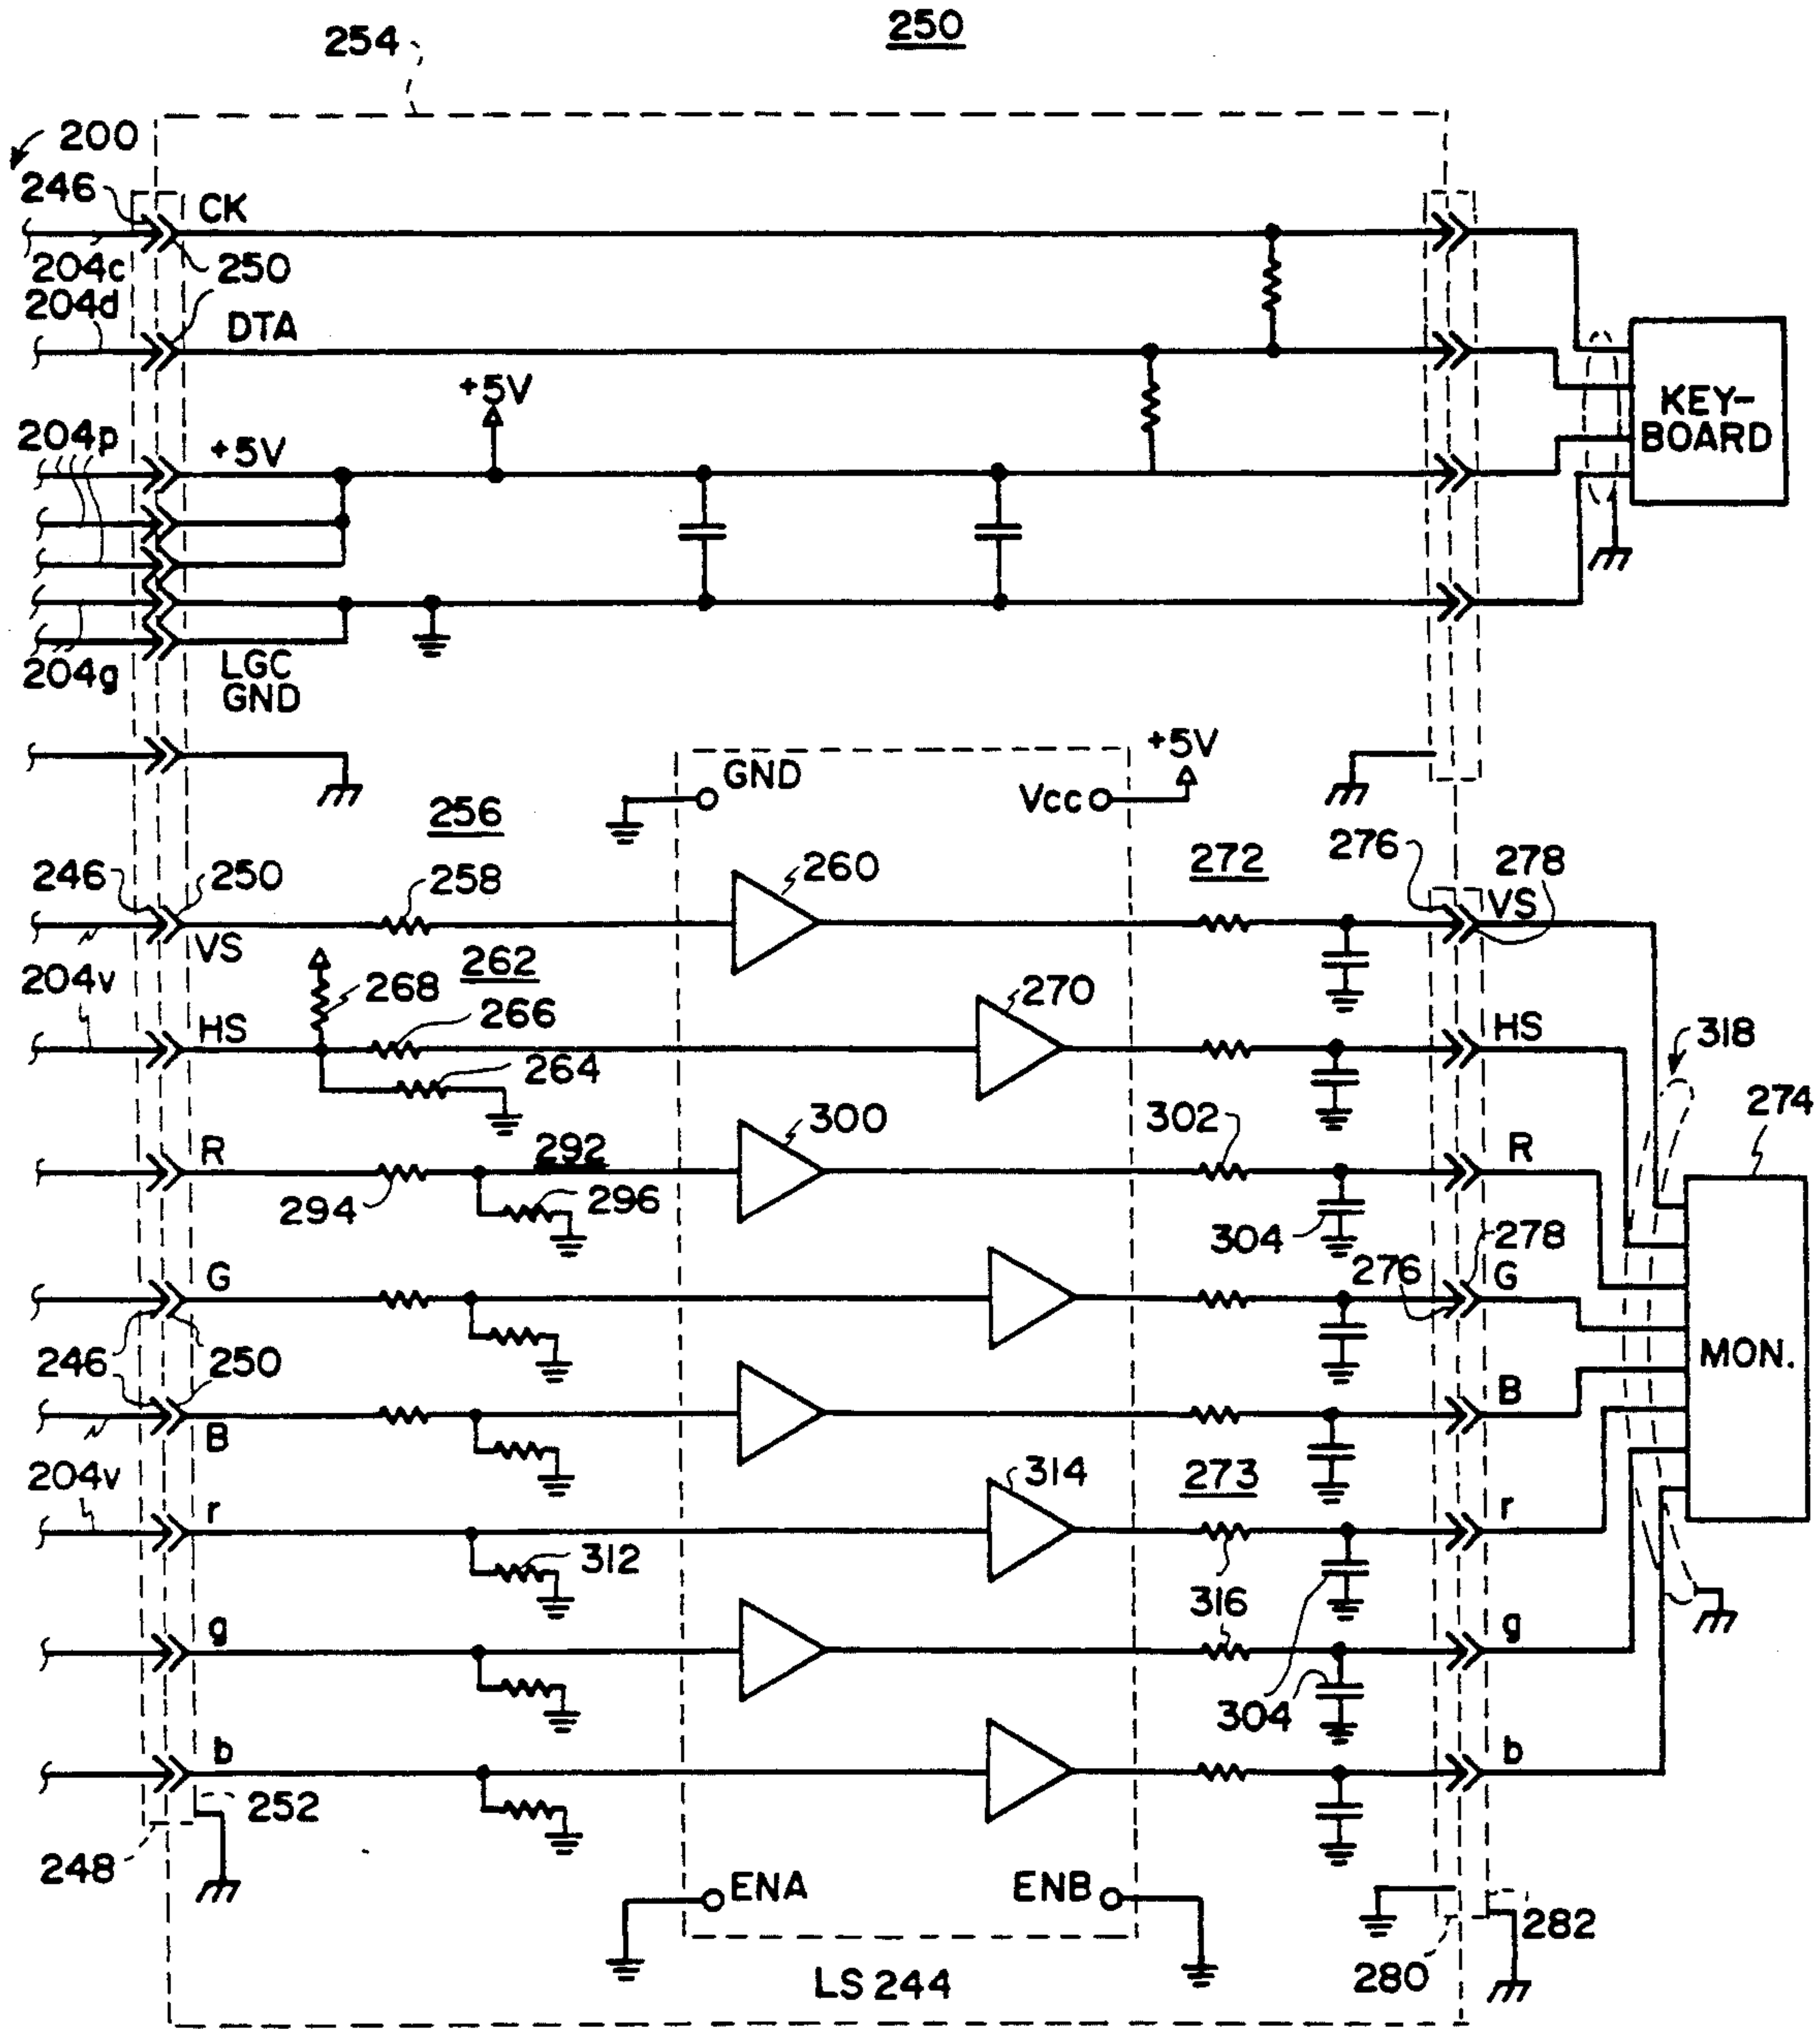 250
254
200
246
CK
204c
250
204d
DTA
+5V
204p
+5V
KEY-
BOARD
204g
LGC
GND
+5V
GND
Vcc
256
272
276
278
246
250
258
260
VS
VS
204v
262
268
266
270
HS
HS
318
264
274
300
302
R
R
292
294
296
304
278
G
276
G
246
250
MON.
B
B
204v
314
273
r
r
312
316
g
g
304
b
b
252
248
ENA
ENB
282
280
LS244